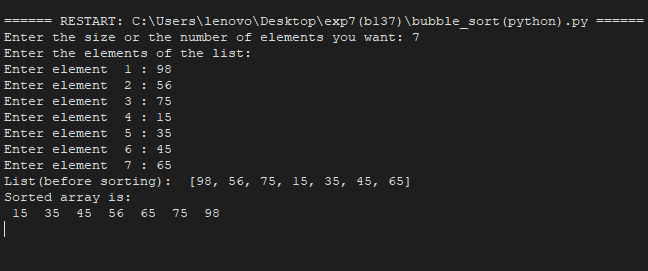 ====== RESTART: C:\Users\lenovo\Desktop\exp7(b137)\bubble_sort(python).py ======
Enter the size or the number of elements you want: 7
Enter the elements of the list:
Enter element  1 : 98
Enter element  2 : 56
Enter element  3 : 75
Enter element  4 : 15
Enter element  5 : 35
Enter element  6 : 45
Enter element  7 : 65
List(before sorting):  [98, 56, 75, 15, 35, 45, 65]
Sorted array is:
 15  35  45  56  65  75  98